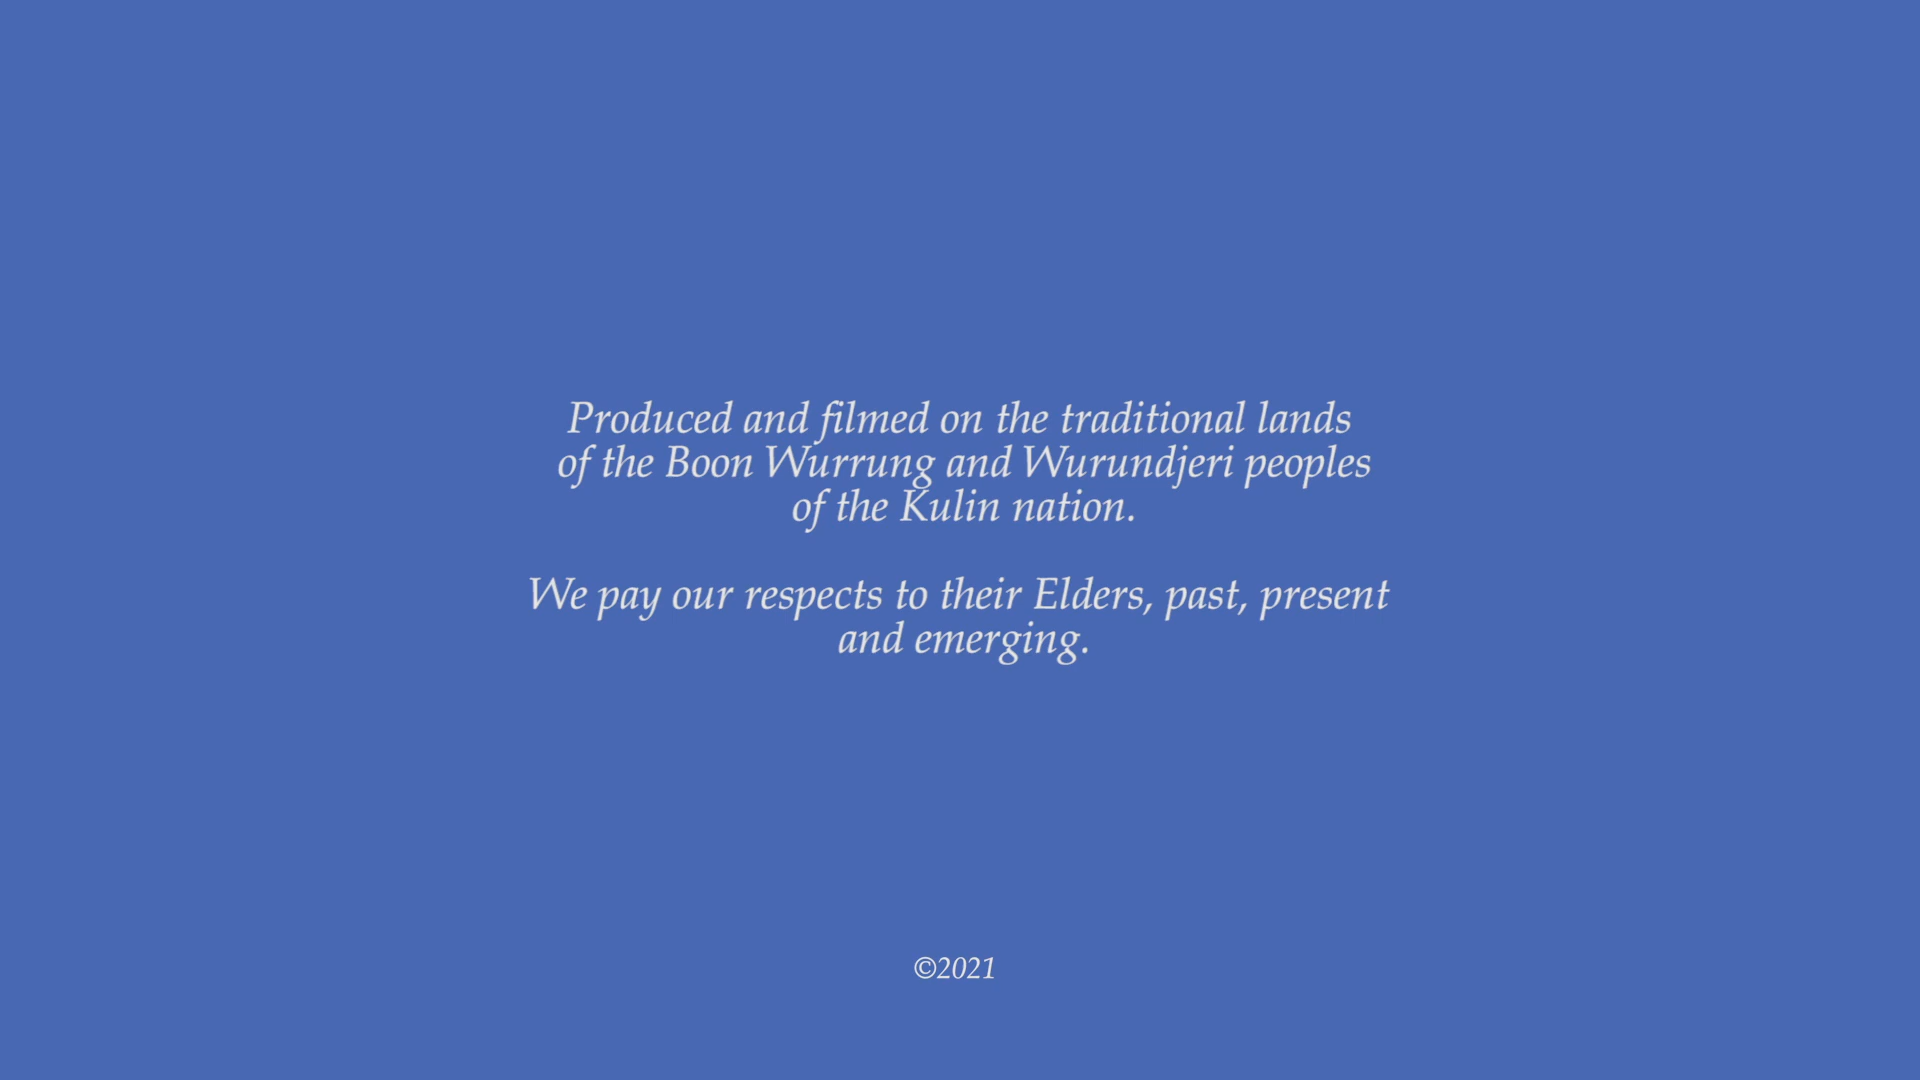 Produced and filmed on the traditional lands
of the Boon Wurrung and Wurundjeri peoples
of the Kulin nation.
We pay our respects to their Elders, past, present
and emerging.
©2021